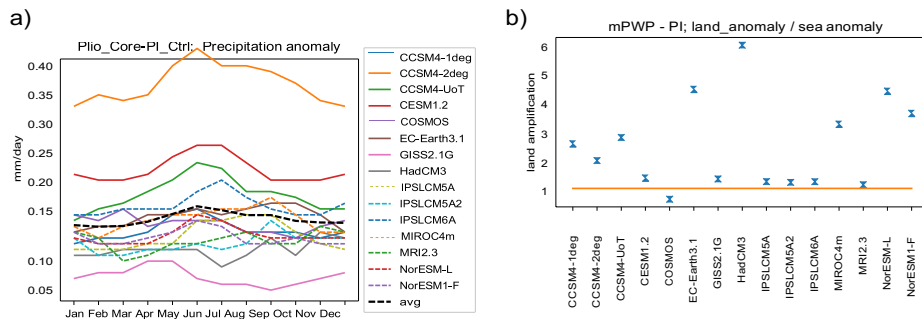 a)
Plio_Core-PI_Ctrl: Precipitation anomaly
mm/day
0.40
0.35
0.30
0.25
0.20
0.15
0.10
0.05
Jan Feb Mar Apr May Jun Jul Aug Sep Oct Nov Dec
CCSM4-1deg
CCSM4-2deg
CCSM4-UoT
CESM1.2
COSMOS
EC-Earth3.1
GISS2.1G
HadCM3
IPSLCM5A
IPSLCM5A2
IPSLCM6A
MIROC4m
MRI2.3
NorESM-L
NorESM1-F
avg
b)
mPWP - PI; land_anomaly / sea anomaly
land amplification
6
5
4
3
2
1
CCSM4-1deg
CCSM4-2deg
CCSM4-UoT
CESM1.2
COSMOS
EC-Earth3.1
GISS2.1G
HadCM3
IPSLCM5A
IPSLCM5A2
IPSLCM6A
MIROC4m
MRI2.3
NorESM-L
NorESM1-F